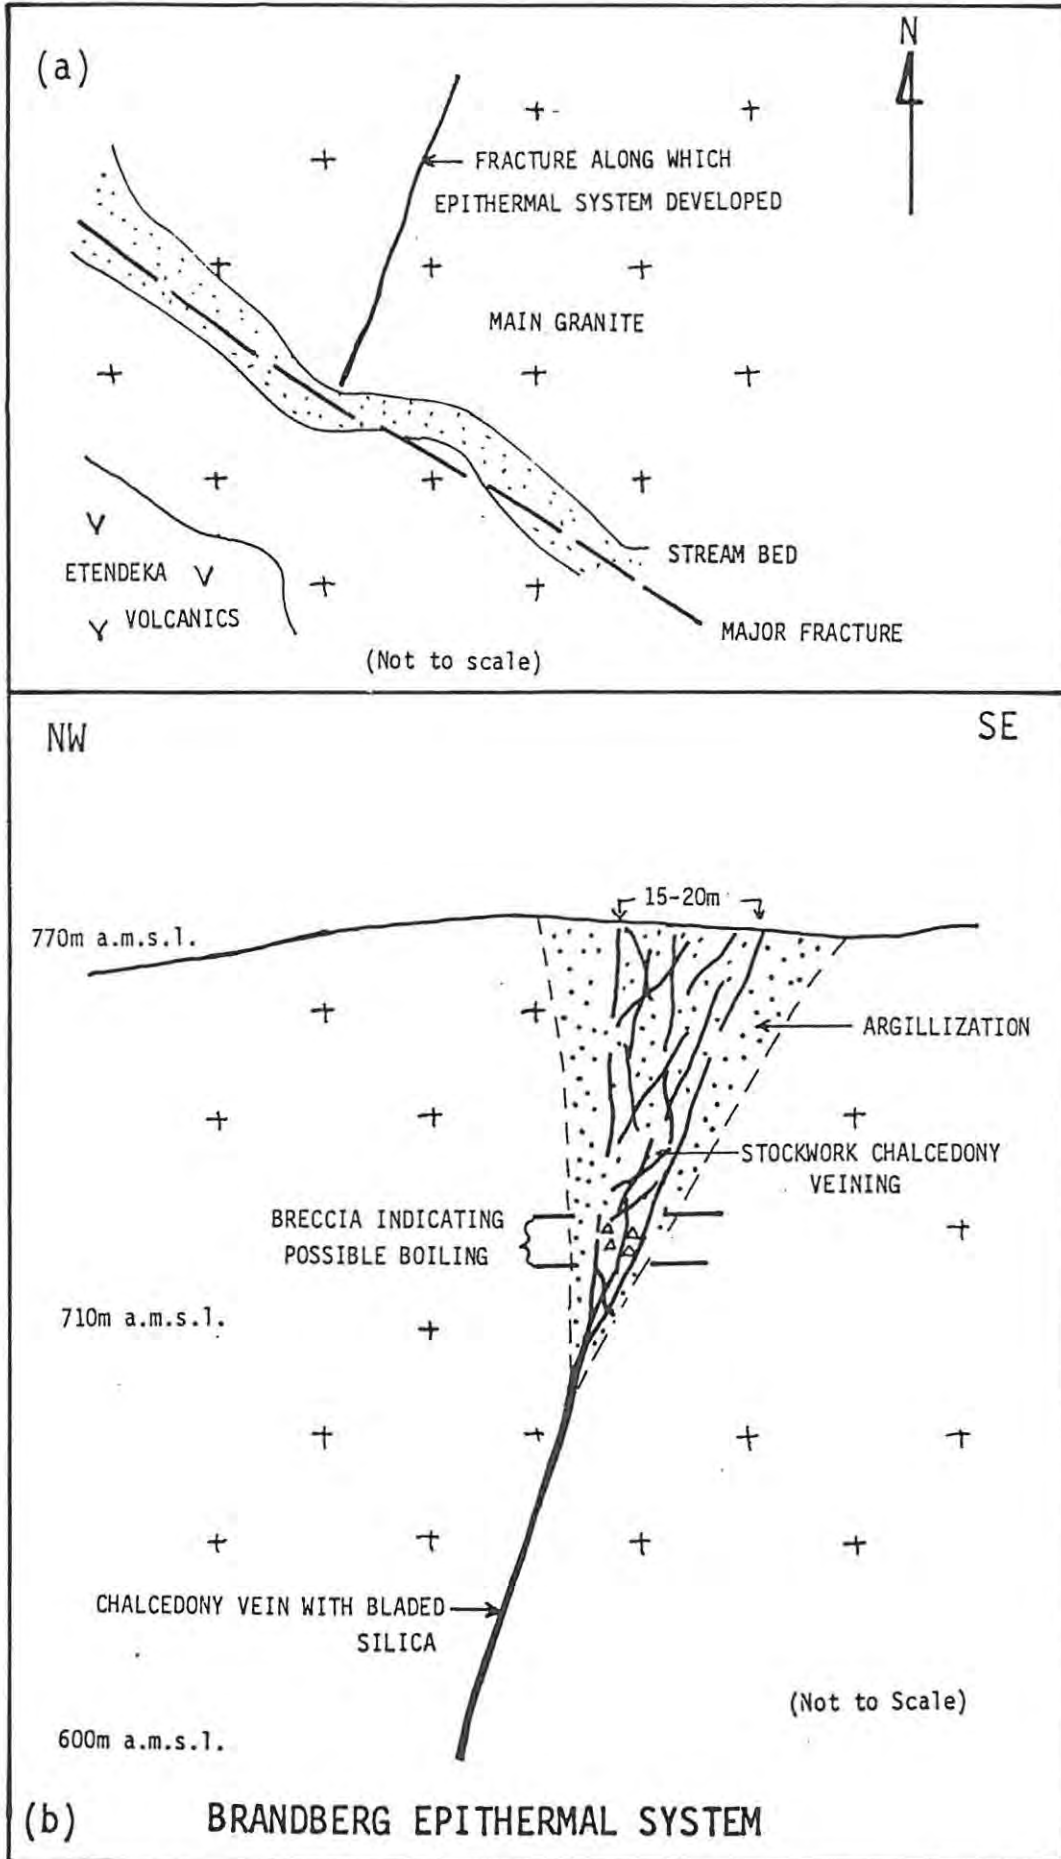 (a)
N
FRACTURE ALONG WHICH
EPITHERMAL SYSTEM DEVELOPED
MAIN GRANITE
STREAM BED
ETENDEKA
VOLCANICS
MAJOR FRACTURE
(Not to scale)
NW
SE
15-20m
770m a.m.s.l.
ARGILLIZATION
STOCKWORK CHALCEDONY
VEINING
BRECCIA INDICATING
POSSIBLE BOILING
710m a.m.s.l.
CHALCEDONY VEIN WITH BLADED
SILICA
(Not to Scale)
600m a.m.s.l.
(b)
BRANDBERG EPITHERMAL SYSTEM